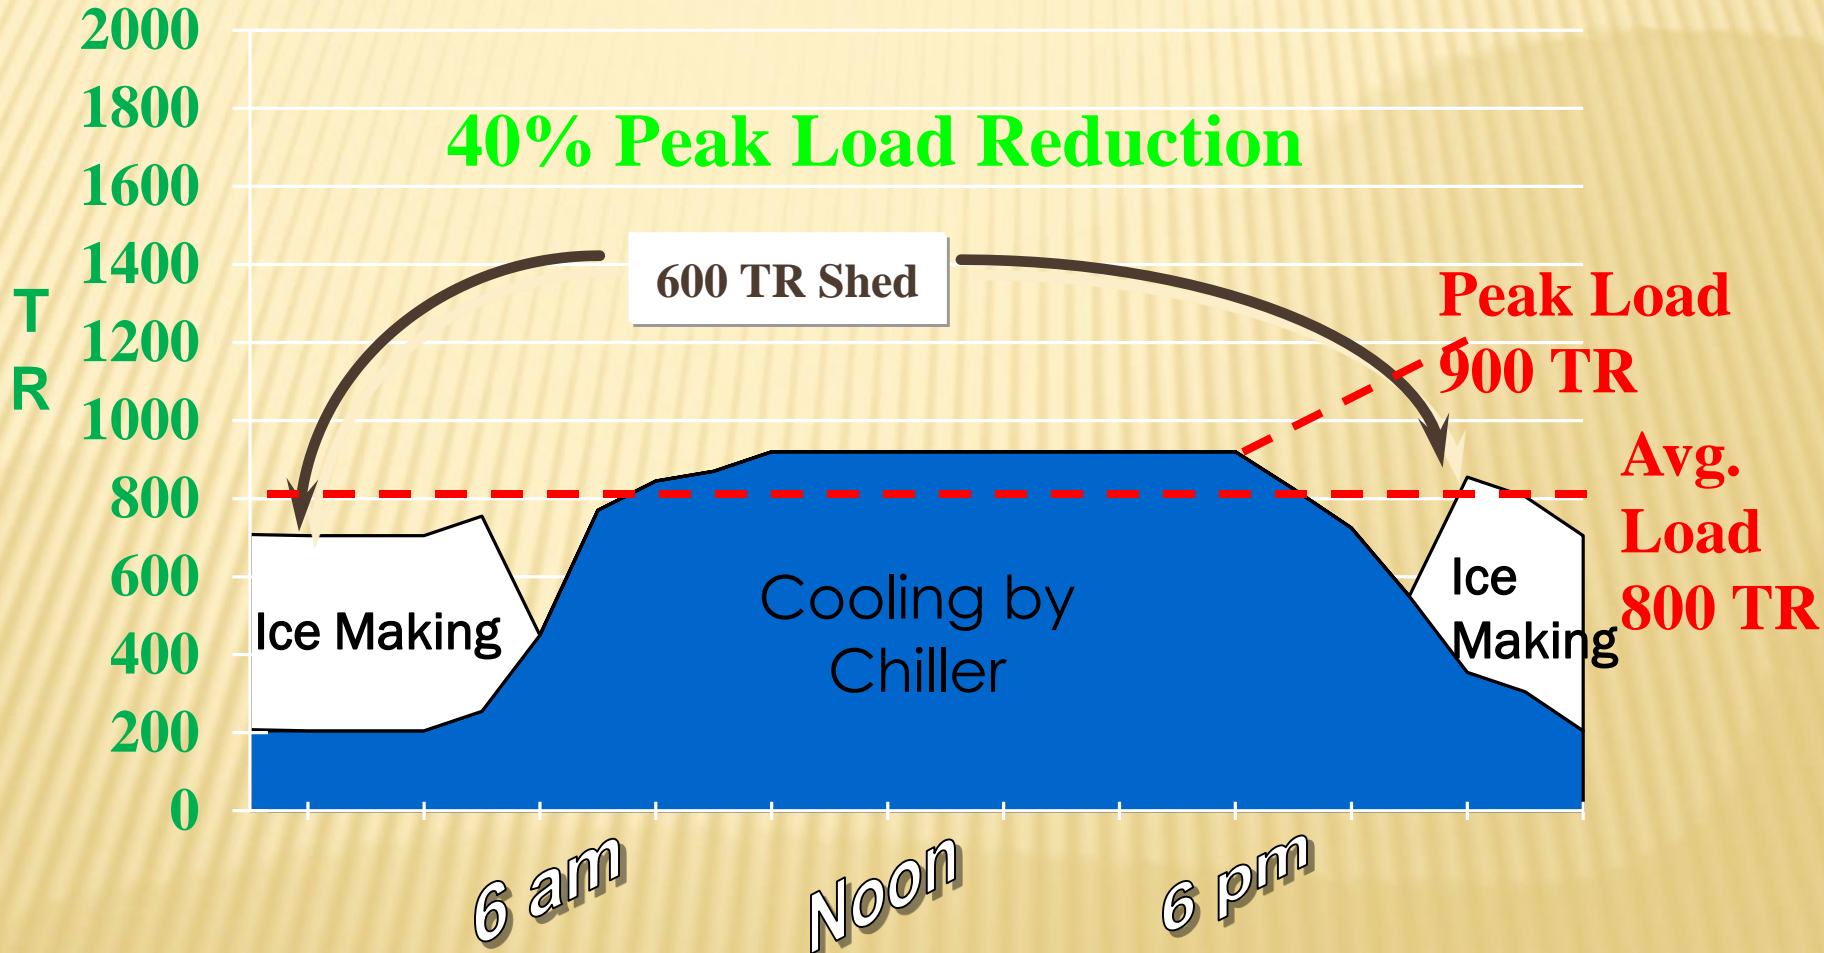 2000
1800
40% Peak Load Reduction
1600
1400
600 TR Shed
Peak Load
900 TR
T
R
1200
1000
Avg.
Load
800 TR
800
600
400
200
0
Ice Making
Cooling by
Chiller
Ice
Making
6 am
Noon
6 pm